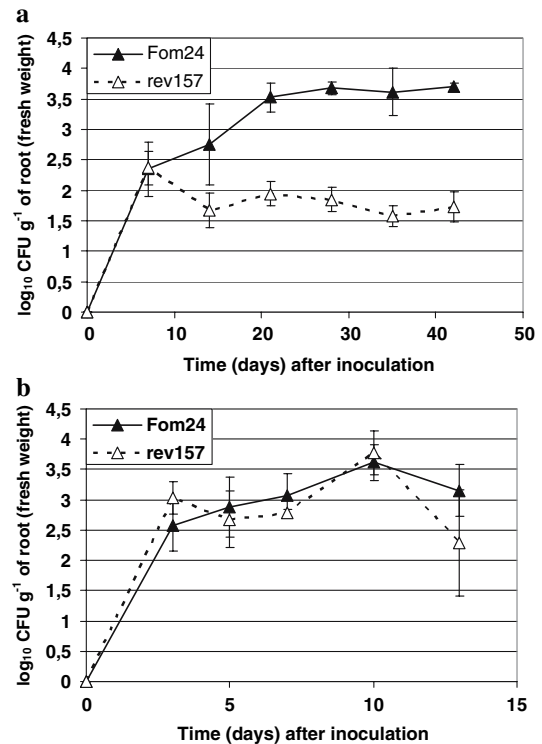 a
log₁₀ CFU g⁻¹ of root (fresh weight)
4,5
4
3,5
3
2,5
2
1,5
1
0,5
0
Fom24
rev157
0 10 20 30 40 50
Time (days) after inoculation
b
log₁₀ CFU g⁻¹ of root (fresh weight)
4,5
4
3,5
3
2,5
2
1,5
1
0,5
0
Fom24
rev157
0 5 10 15
Time (days) after inoculation